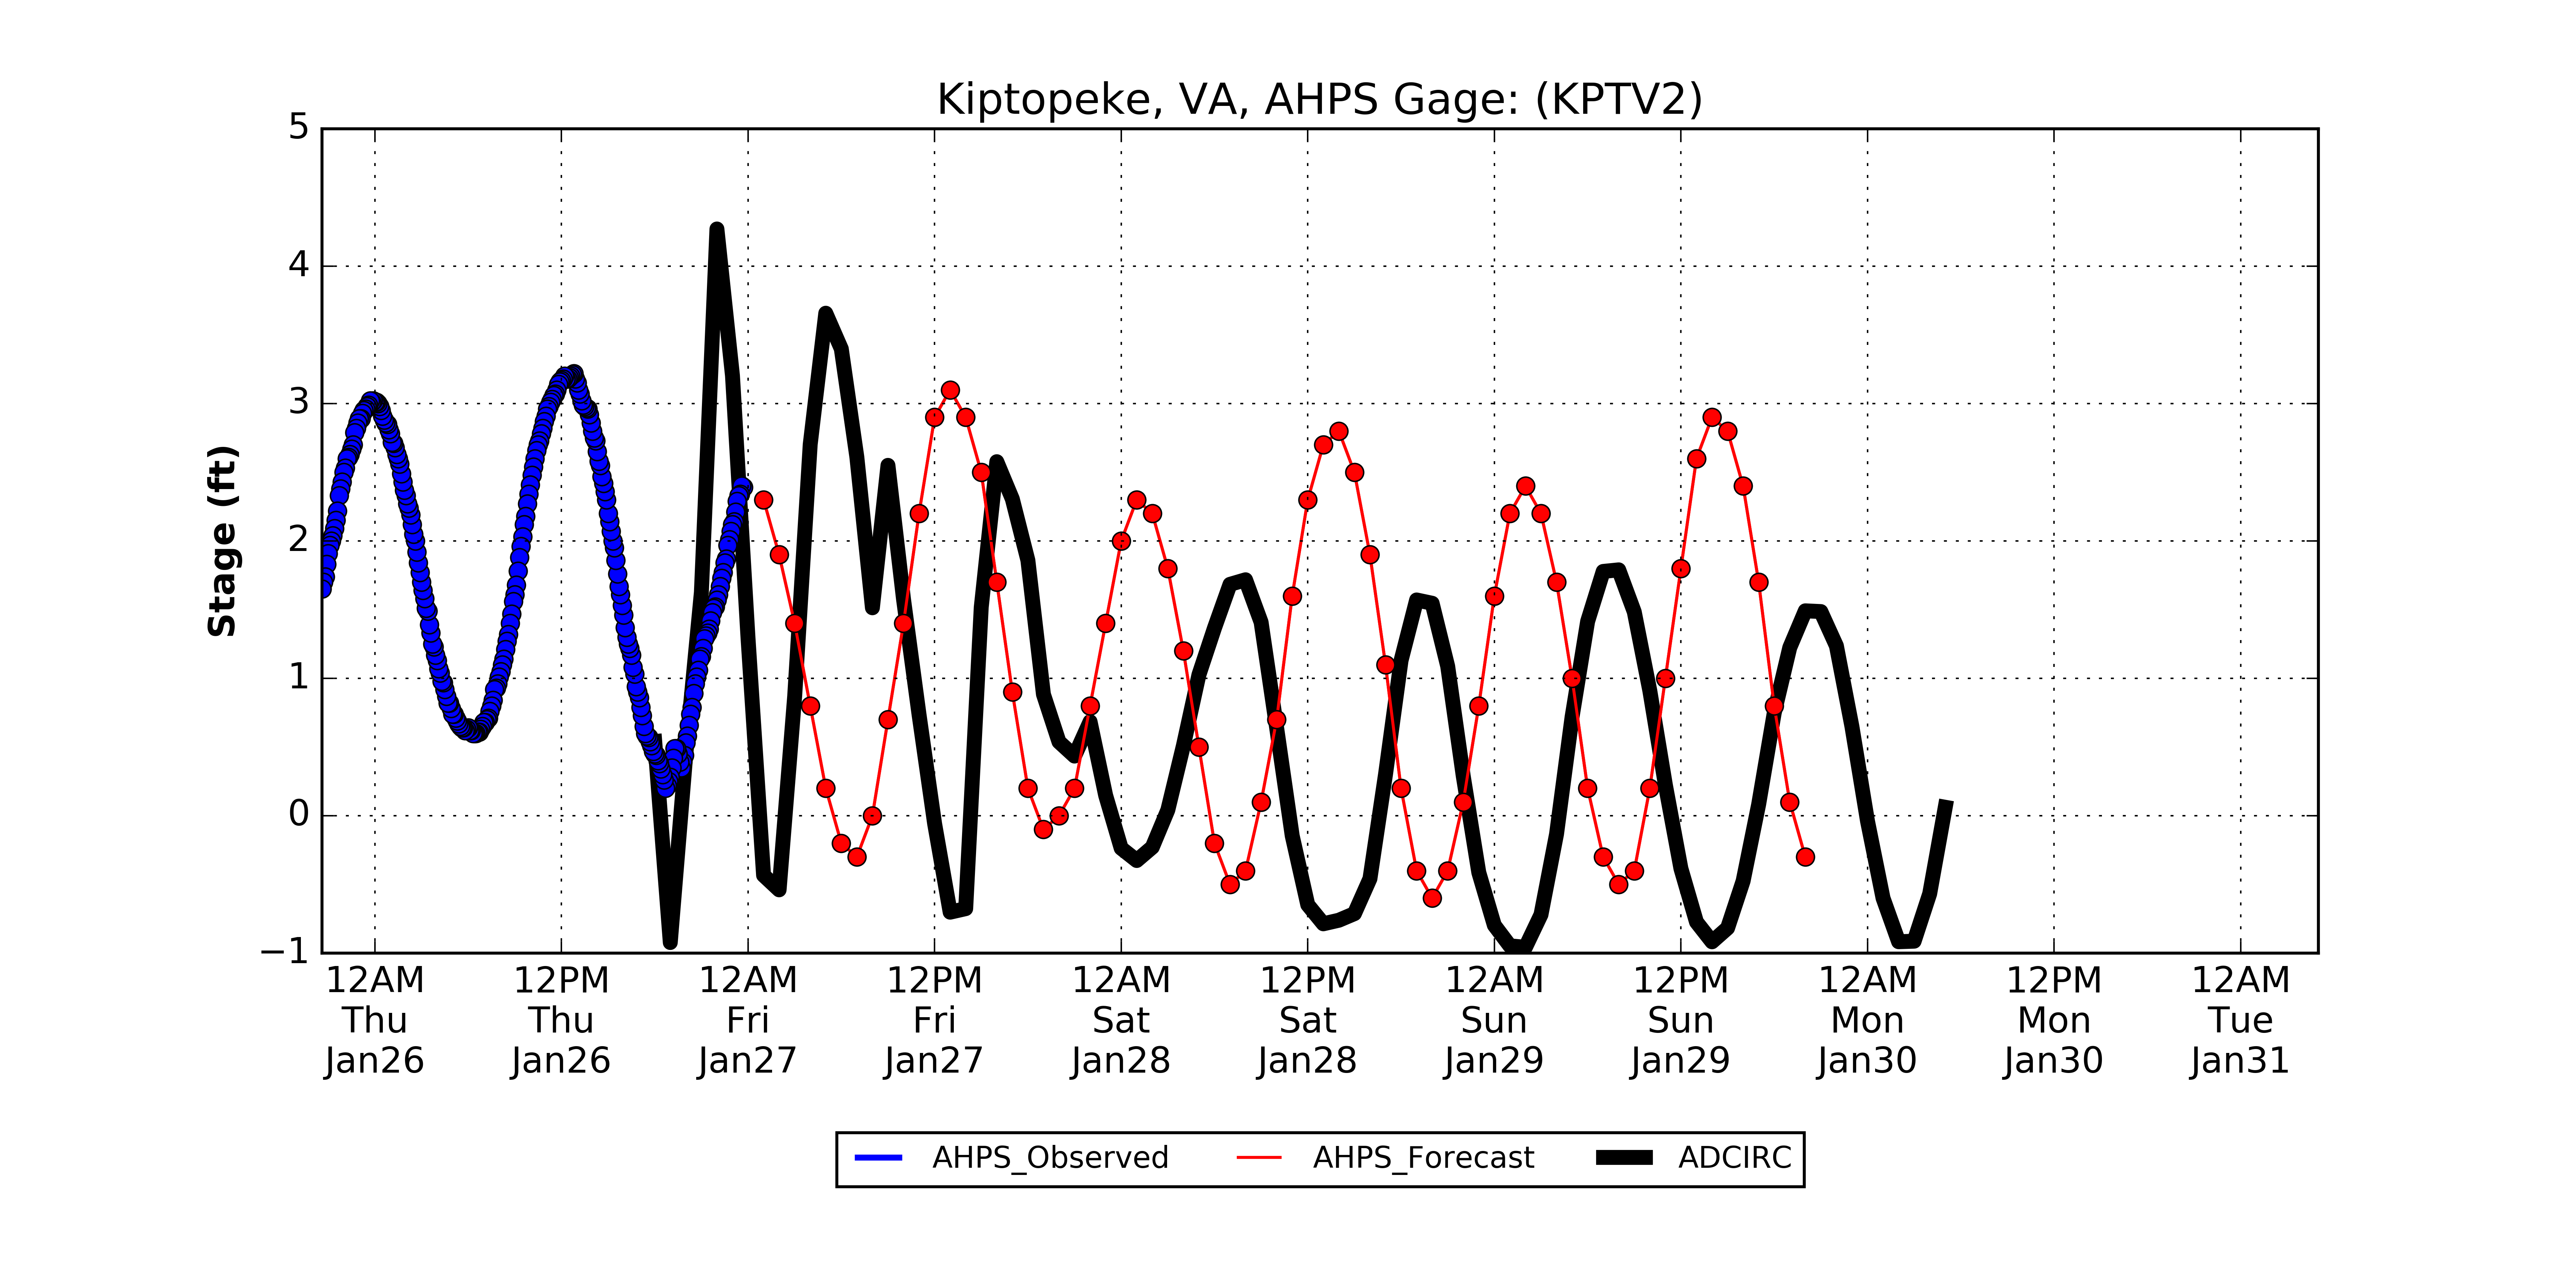 Kiptopeke, VA, AHPS Gage: (KPTV2)
5
4
3
2
1
0
−1
Stage (ft)
12AM 12PM 12AM 12PM 12AM 12PM 12AM 12PM 12AM 12PM 12AM
Thu Thu Fri Fri Sat Sat Sun Sun Mon Mon Tue
Jan26 Jan26 Jan27 Jan27 Jan28 Jan28 Jan29 Jan29 Jan30 Jan30 Jan31
AHPS_Observed AHPS_Forecast ADCIRC